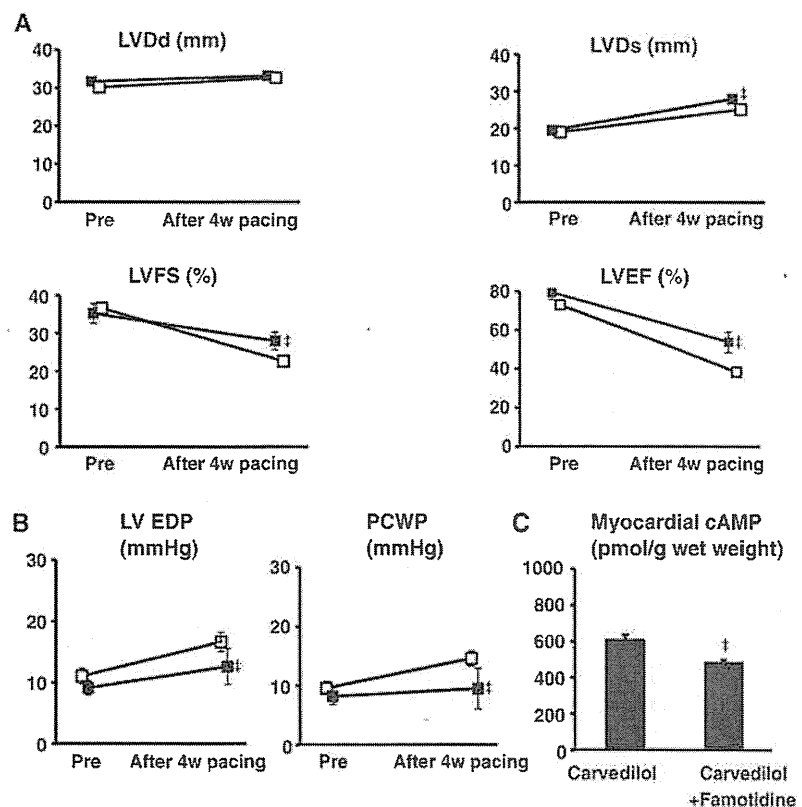 A
LVDd (mm)
40
30
20
10
0
Pre
After 4w pacing
LVDs (mm)
40
30
20
10
0
‡
Pre
After 4w pacing
LVFS (%)
40
30
20
10
0
‡
Pre
After 4w pacing
LVEF (%)
80
60
40
20
0
‡
Pre
After 4w pacing
B
LV EDP
(mmHg)
30
20
10
0
‡
Pre
After 4w pacing
PCWP
(mmHg)
30
20
10
0
‡
Pre
After 4w pacing
C
Myocardial cAMP
(pmol/g wet weight)
1000
800
600
400
200
0
‡
Carvedilol
Carvedilol
+Famotidine